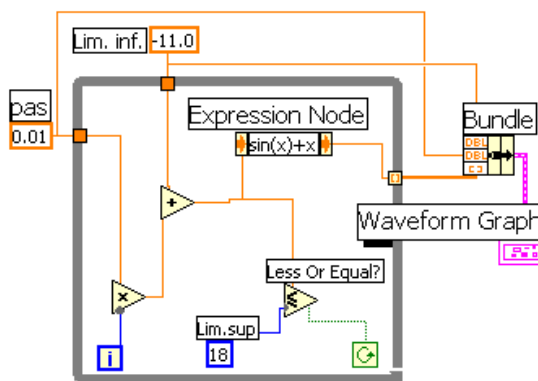 Lim. inf. -11.0
pas
0.01
Expression Node
sin(x)+x
Bundle
DBL
DBL
Waveform Graph
+
Less Or Equal?
x
≤
Lim.sup
i
18